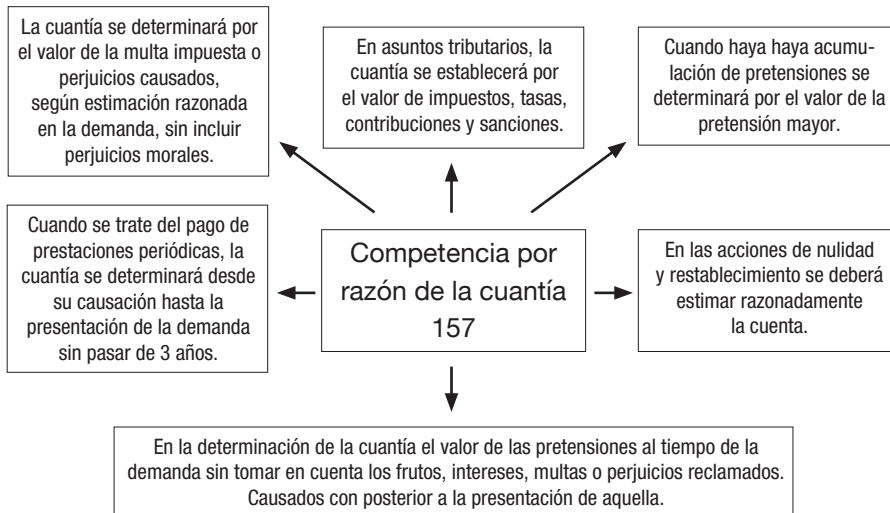 La cuantía se determinará por
el valor de la multa impuesta o
perjuicios causados,
según estimación razonada
en la demanda, sin incluir
perjuicios morales.
En asuntos tributarios, la
cuantía se establecerá por
el valor de impuestos, tasas,
contribuciones y sanciones.
Cuando haya haya acumu-
lación de pretensiones se
determinará por el valor de la
pretensión mayor.
Cuando se trate del pago de
prestaciones periódicas, la
cuantía se determinará desde
su causación hasta la
presentación de la demanda
sin pasar de 3 años.
Competencia por
razón de la cuantía
157
En las acciones de nulidad
y restablecimiento se deberá
estimar razonadamente
la cuenta.
En la determinación de la cuantía el valor de las pretensiones al tiempo de la
demanda sin tomar en cuenta los frutos, intereses, multas o perjuicios reclamados.
Causados con posterior a la presentación de aquella.